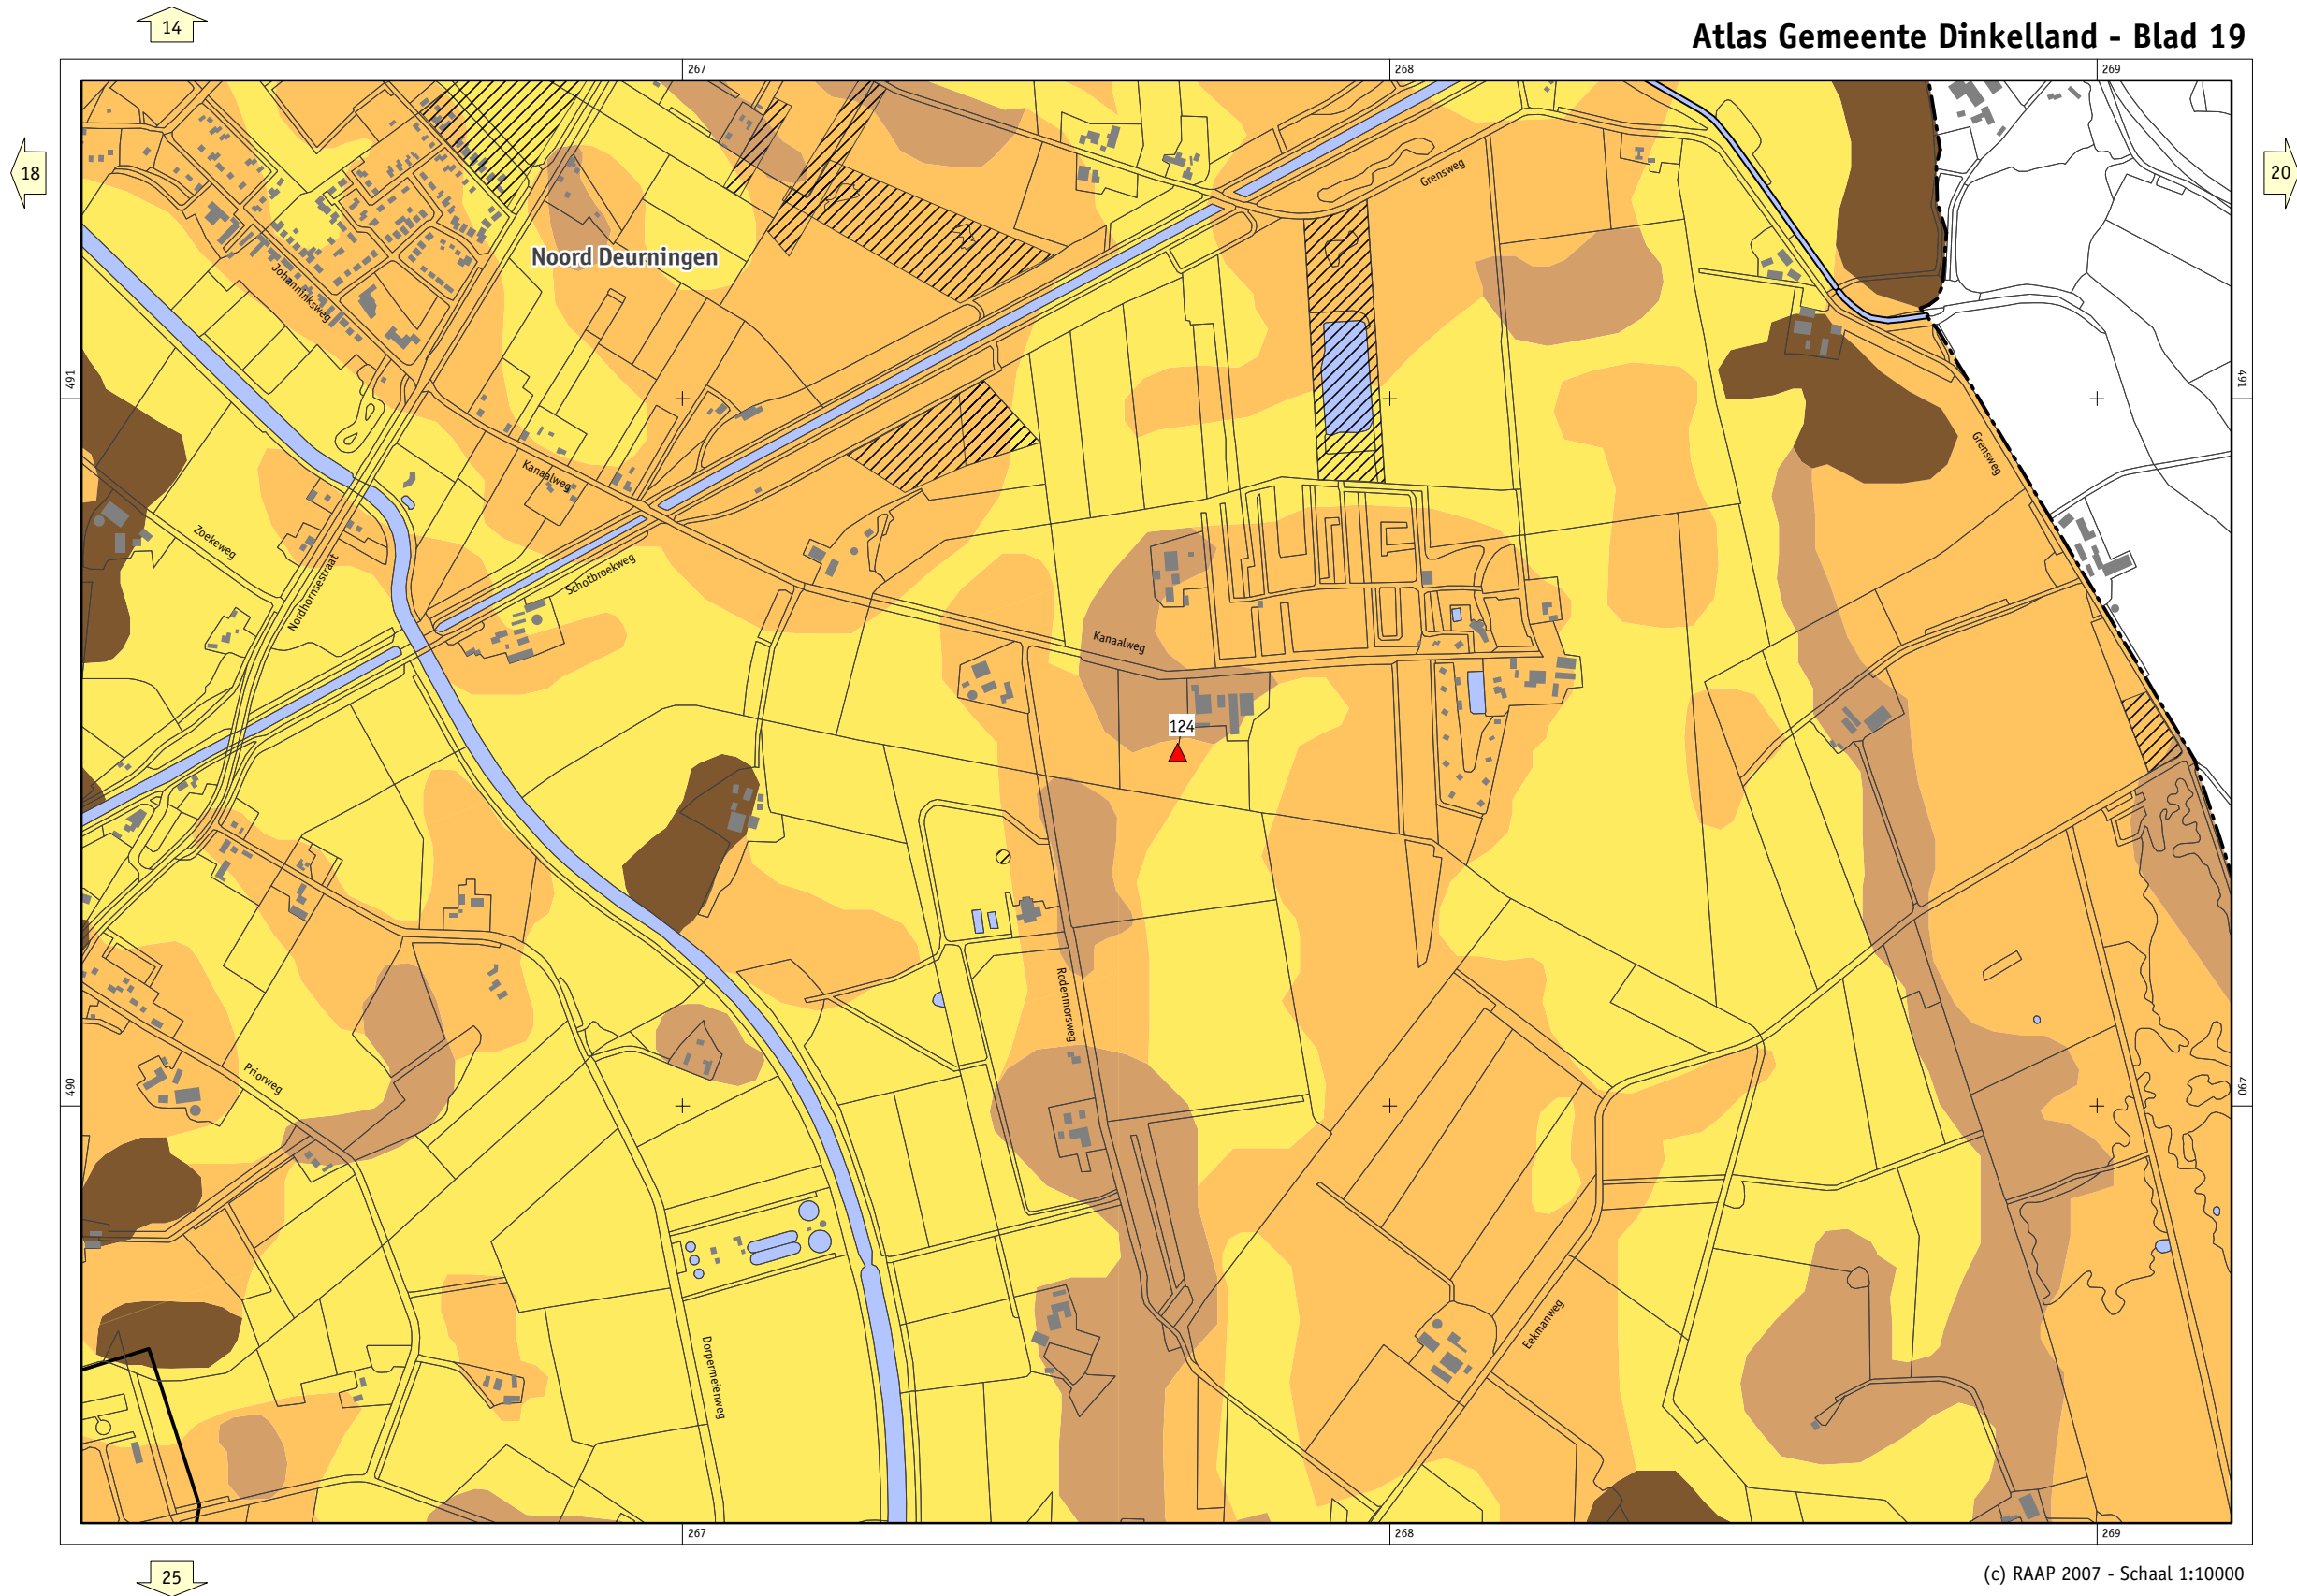 14
Atlas Gemeente Dinkelland - Blad 19
267
268
269
18
20
Grensweg
Noord Deurningen
Johanninksweg
491
491
Grensweg
Kanaalweg
Zoekeweg
Nordhornsestraat
Schotbroekweg
Kanaalweg
124
Rodenmorsweg
Priorweg
490
490
Eekmanweg
Dorpermeienweg
267
268
269
25
(c) RAAP 2007 - Schaal 1:10000